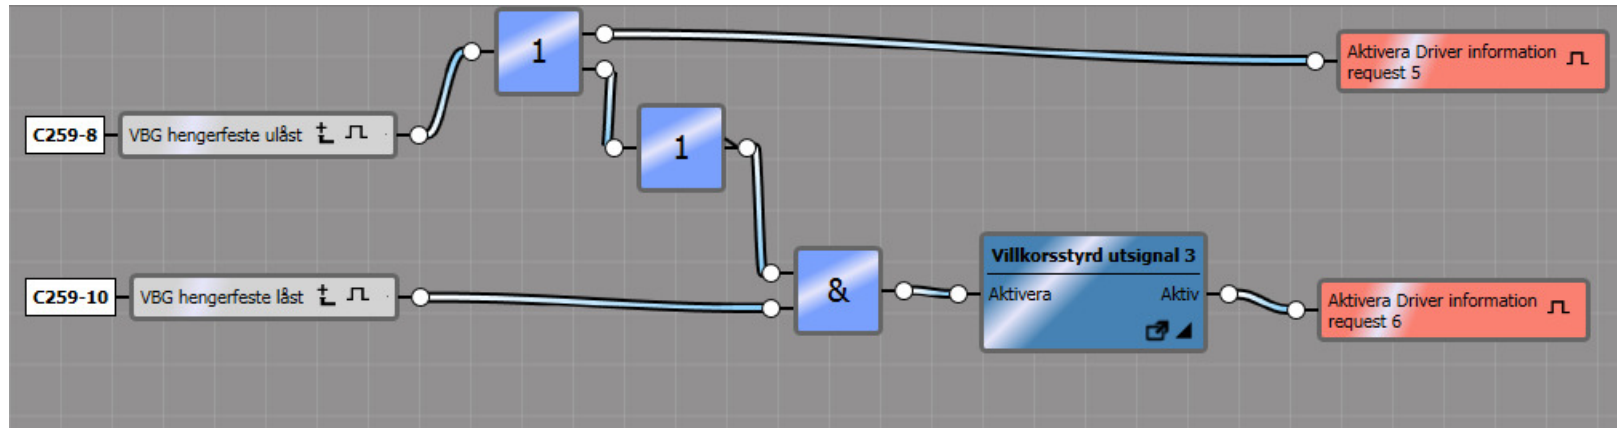 1
Aktivera Driver information
request 5
C259-8
VBG hengerfeste ulåst
1
Villkorsstyrd utsignal 3
&
Aktivera
Aktiv
C259-10
VBG hengerfeste låst
Aktivera Driver information
request 6